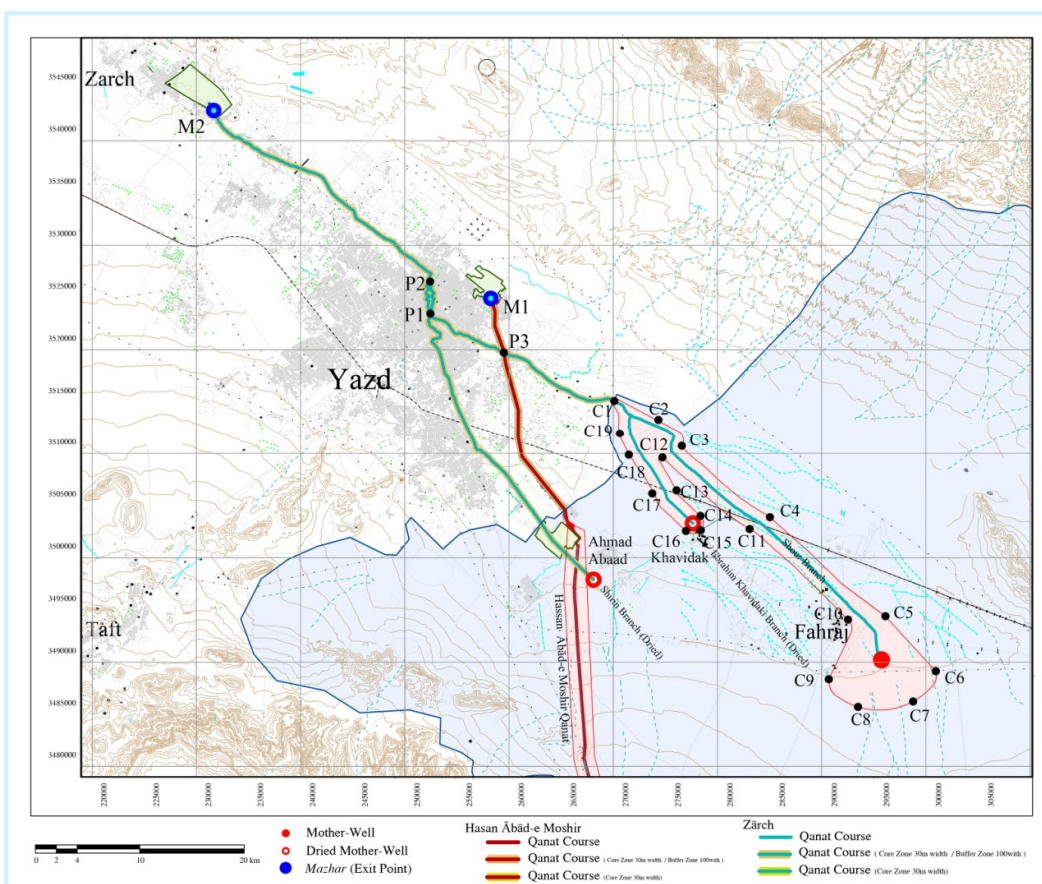 3545000
Zarch
3540000
M2
3535000
3530000
P2
3525000
M1
P1
3520000
P3
Yazd
3515000
C1
C2
C19
C12
C3
3510000
C18
C13
C17
3505000
C14
C4
C16
C15
C11
Ahmad
Abaad
Khavidak
3500000
Shour Branch
Shirin Branch (Dried)
Ebrahim Khavidaki Branch (Dried)
3495000
Taft
Hassan- Ābād-e Moshir Qanat
C10
C5
Fahraj
3490000
C9
C6
3485000
C8
C7
3480000
220000
225000
230000
235000
240000
245000
250000
255000
260000
265000
270000
275000
280000
285000
290000
295000
300000
305000
0 2 4 10 20 km
Mother-Well
Dried Mother-Well
Mazhar (Exit Point)
Hasan Ābād-e Moshir
Qanat Course
Qanat Course ( Core Zone 30m width / Buffer Zone 100with )
Qanat Course (Core Zone 30m width)
Zārch
Qanat Course
Qanat Course ( Core Zone 30m width / Buffer Zone 100with )
Qanat Course (Core Zone 30m width)